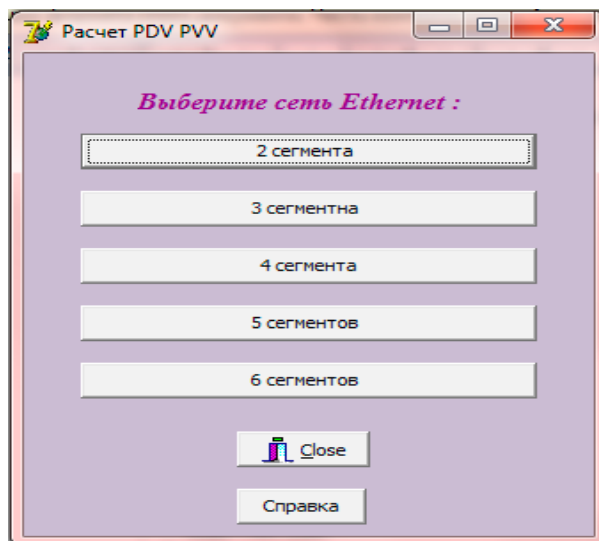 Расчет PDV PVV
Выберите сеть Ethernet :
2 сегмента
3 сегментна
4 сегмента
5 сегментов
6 сегментов
Close
Справка